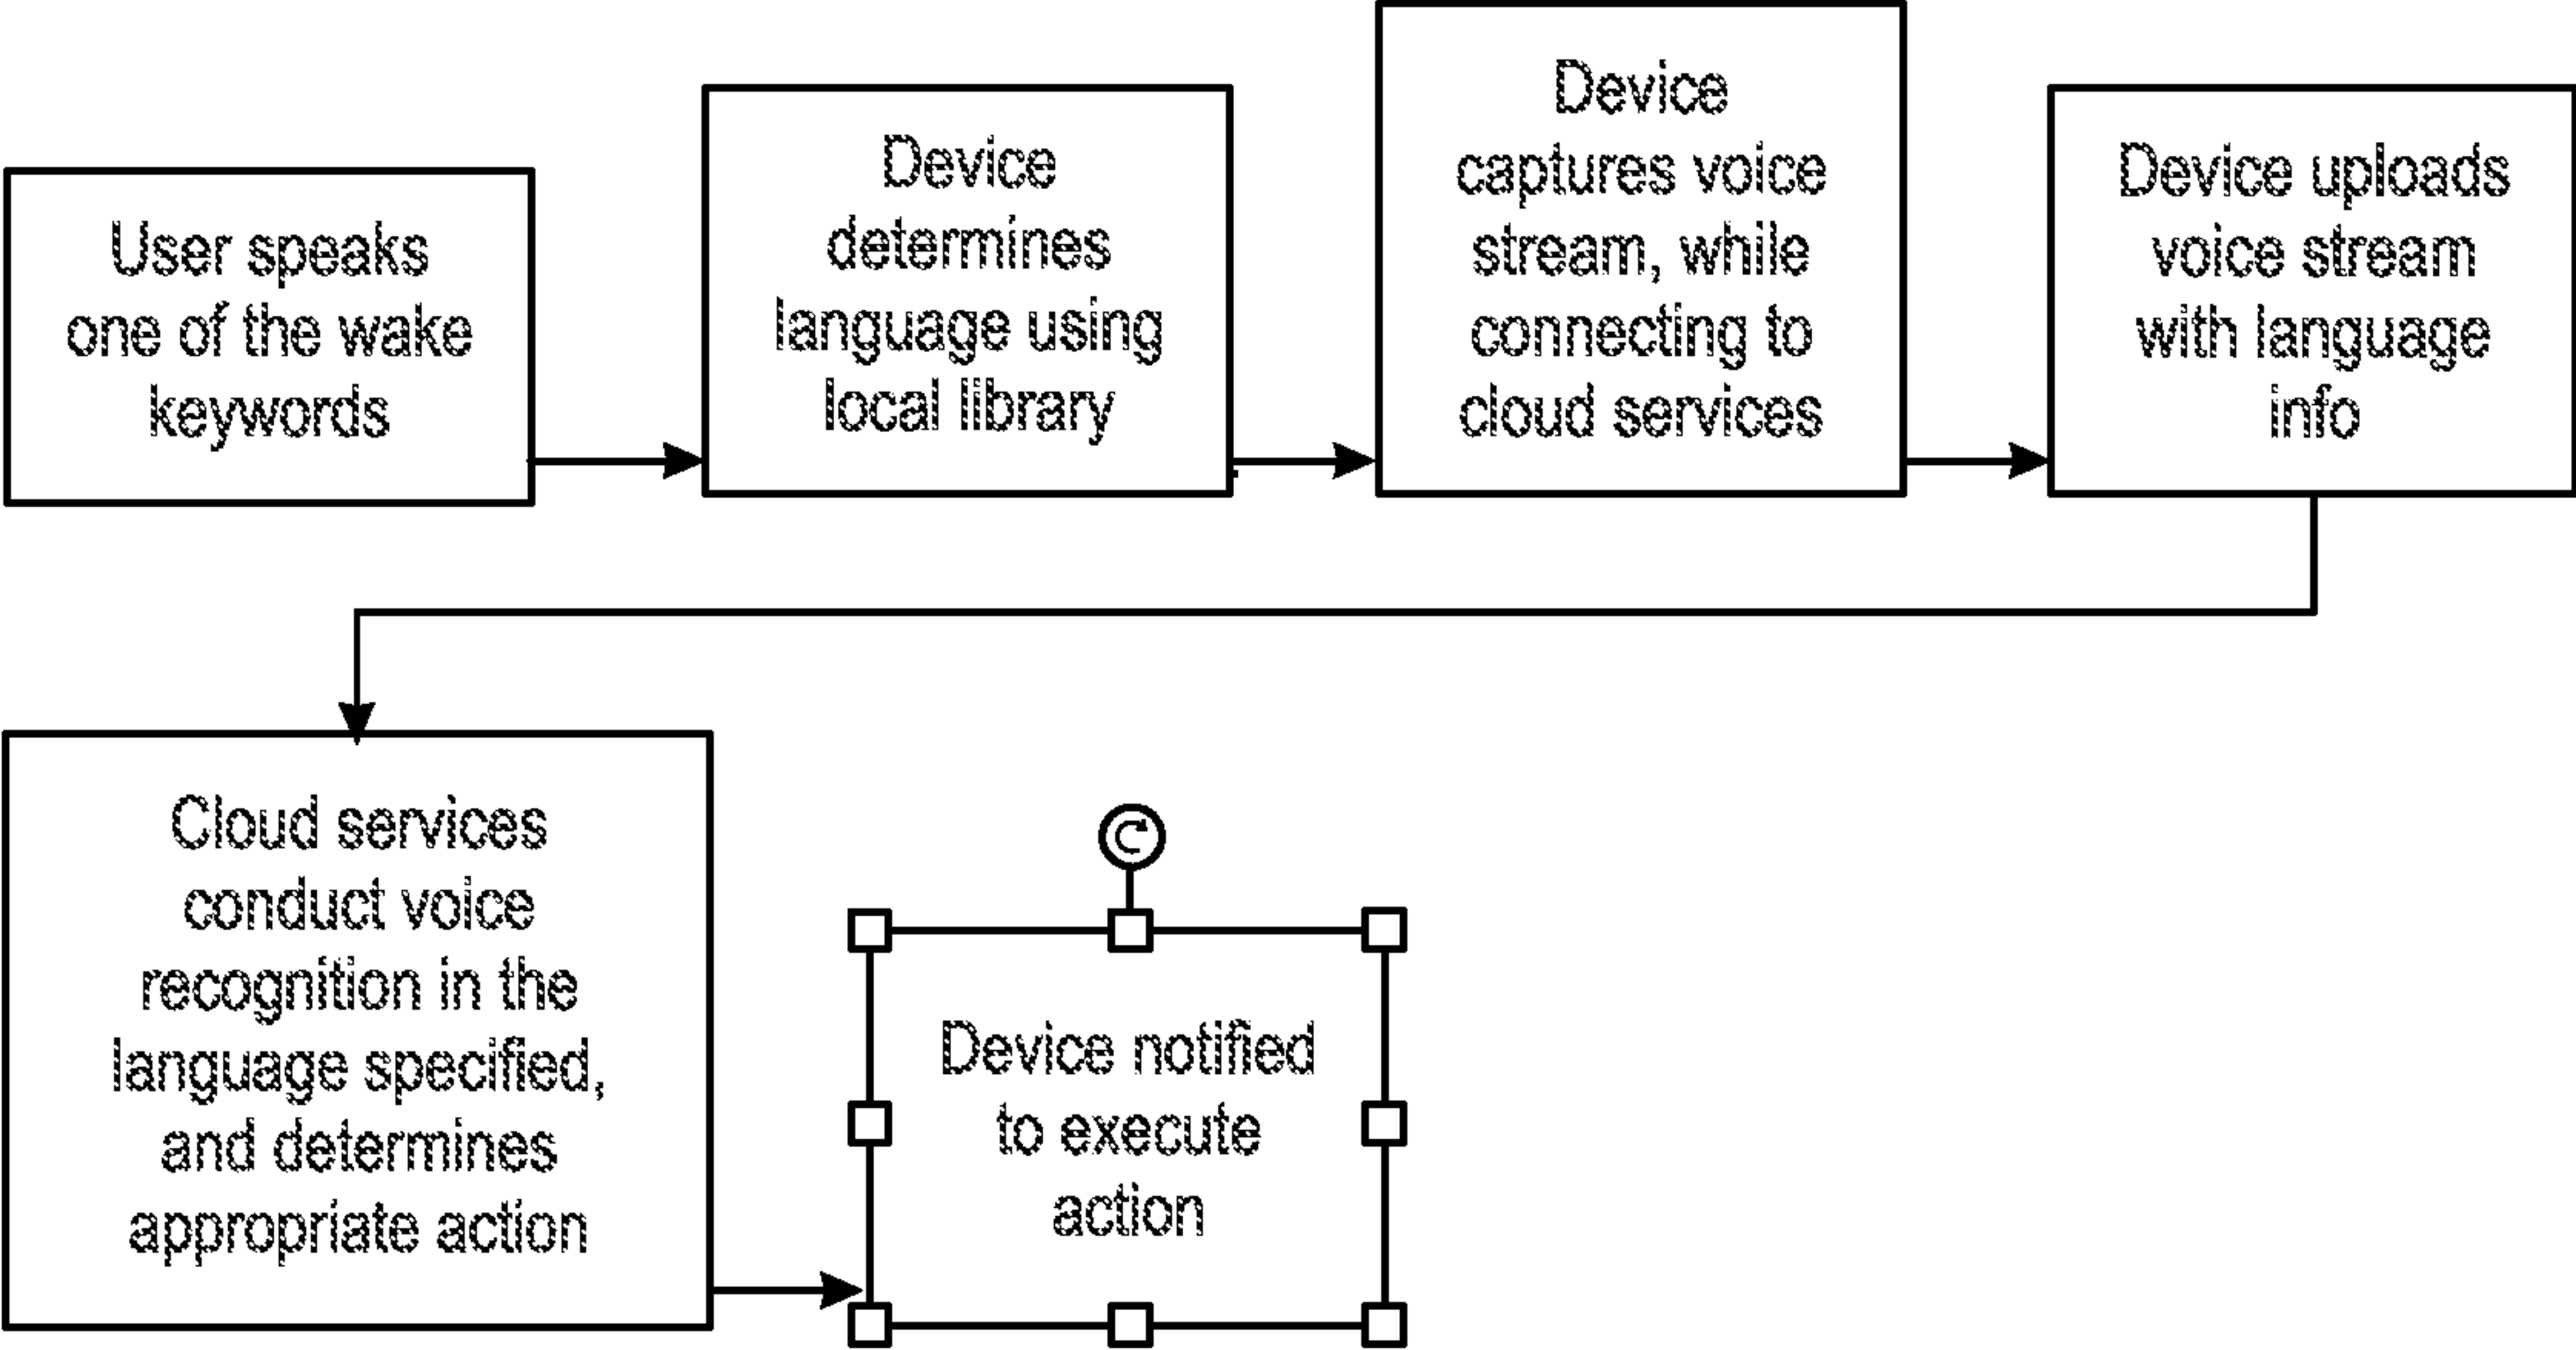 User speaks
one of the wake
keywords
Device
determines
language using
local library
Device
captures voice
stream, while
connecting to
cloud services
Device uploads
voice stream
with language
info
Cloud services
conduct voice
recognition in the
language specified,
and determines
appropriate action
Device notified
to execute
action